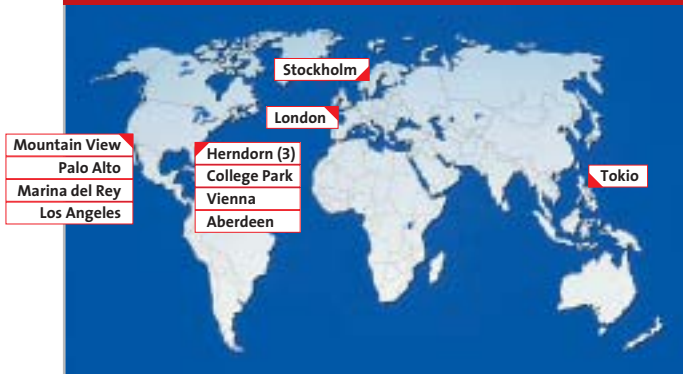 Stockholm
London
Mountain View
Palo Alto
Marina del Rey
Los Angeles
Herndorn (3)
College Park
Vienna
Aberdeen
Tokio